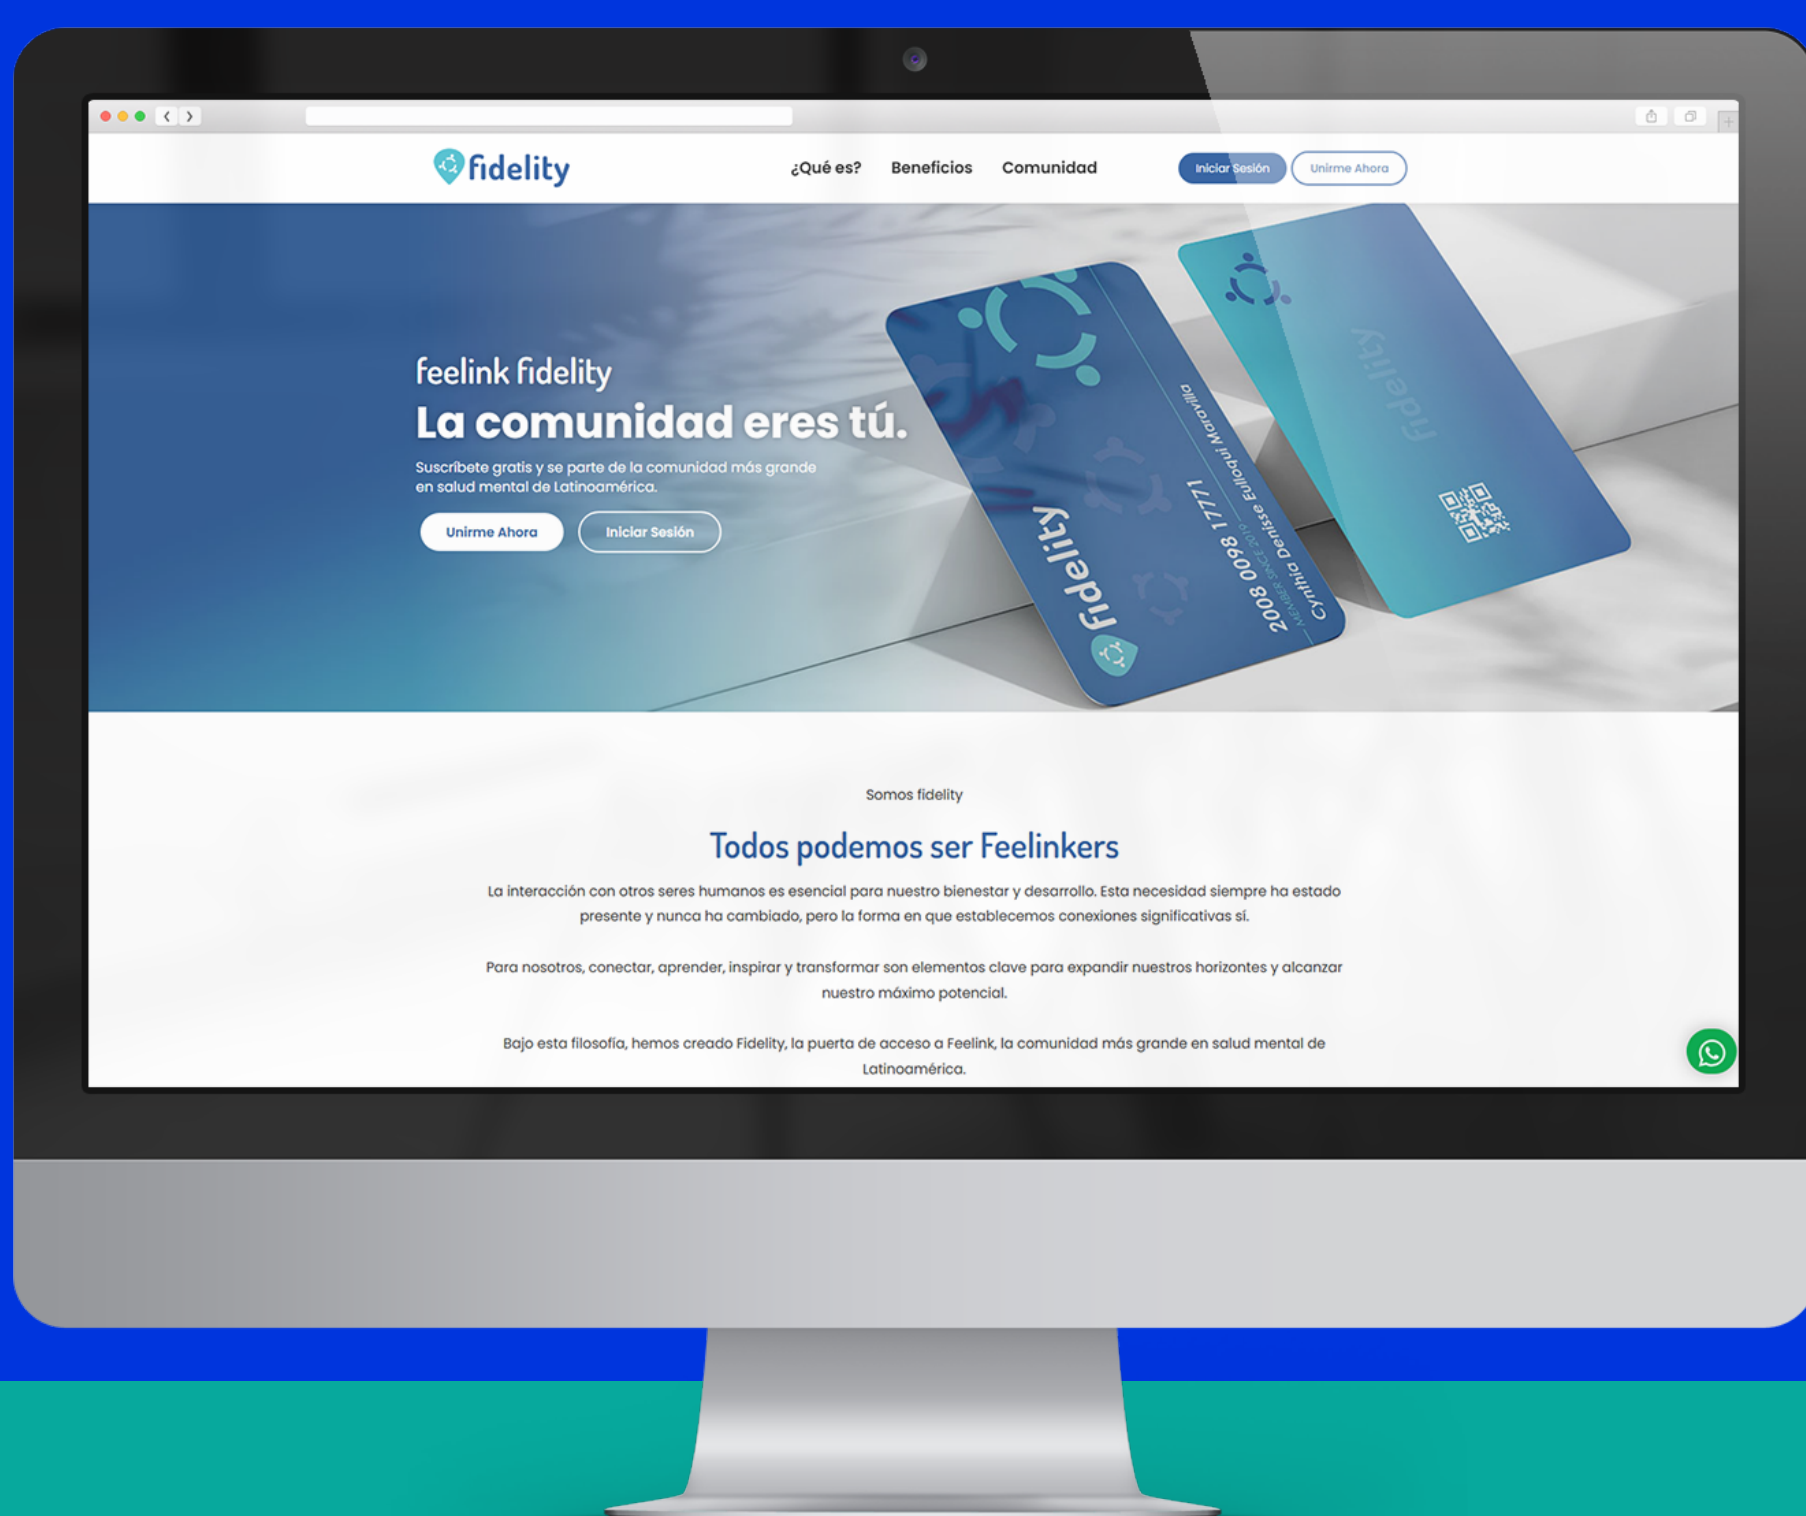 fidelity
¿Qué es?
Beneficios
Comunidad
Iniciar Sesión
Unirme Ahora
feelink fidelity
La comunidad eres tú.
Suscríbete gratis y se parte de la comunidad más grande
en salud mental de Latinoamérica.
Unirme Ahora
Iniciar Sesión
fidelity
2008 0098 17771
MEMBER SINCE 2019
Cynthia Denisse Eulloqui Maravilla
fidelity
Somos fidelity
Todos podemos ser Feelinkers
La interacción con otros seres humanos es esencial para nuestro bienestar y desarrollo. Esta necesidad siempre ha estado
presente y nunca ha cambiado, pero la forma en que establecemos conexiones significativas sí.
Para nosotros, conectar, aprender, inspirar y transformar son elementos clave para expandir nuestros horizontes y alcanzar
nuestro máximo potencial.
Bajo esta filosofía, hemos creado Fidelity, la puerta de acceso a Feelink, la comunidad más grande en salud mental de
Latinoamérica.